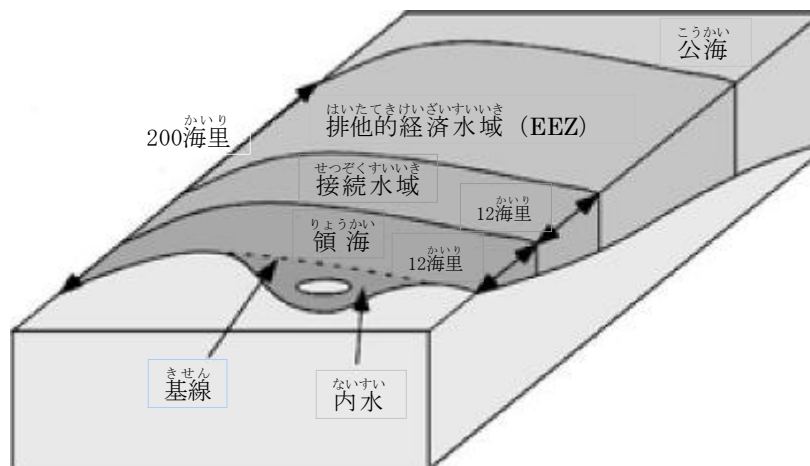 こうかい
公海
はいたてきけいざいすいいき
排他的経済水域（EEZ）
かいり
200海里
せつぞくすいいき
接続水域
かいり
12海里
りょうかい
領海
かいり
12海里
きせん
基線
ないすい
内水